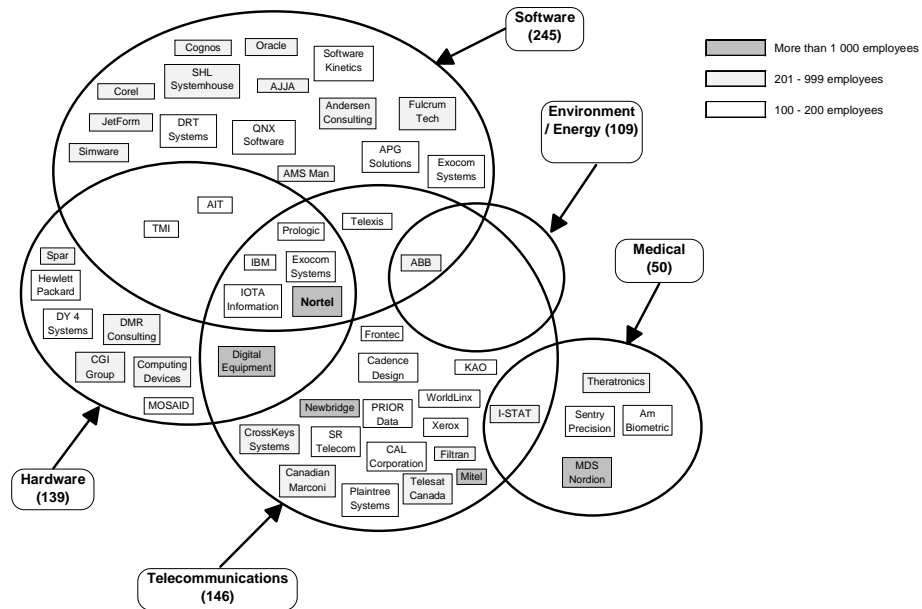 Software
(245)
More than 1 000 employees
201 - 999 employees
100 - 200 employees
Environment
/ Energy (109)
Medical
(50)
Cognos
Oracle
Software
Kinetics
SHL
Systemhouse
AJJA
Corel
Andersen
Consulting
Fulcrum
Tech
JetForm
DRT
Systems
QNX
Software
Simware
APG
Solutions
Exocom
Systems
AMS Man
AIT
TMI
Prologic
Telexis
Spar
IBM
Exocom
Systems
ABB
Hewlett
Packard
IOTA
Information
Nortel
DY 4
Systems
DMR
Consulting
Frontec
CGI
Group
Computing
Devices
Digital
Equipment
Cadence
Design
KAO
MOSAID
Newbridge
PRIOR
Data
WorldLinx
I-STAT
Theratronics
Sentry
Precision
Am
Biometric
CrossKeys
Systems
SR
Telecom
Xerox
CAL
Corporation
Filtran
MDS
Nordion
Canadian
Marconi
Plaintree
Systems
Telesat
Canada
Mitel
Hardware
(139)
Telecommunications
(146)